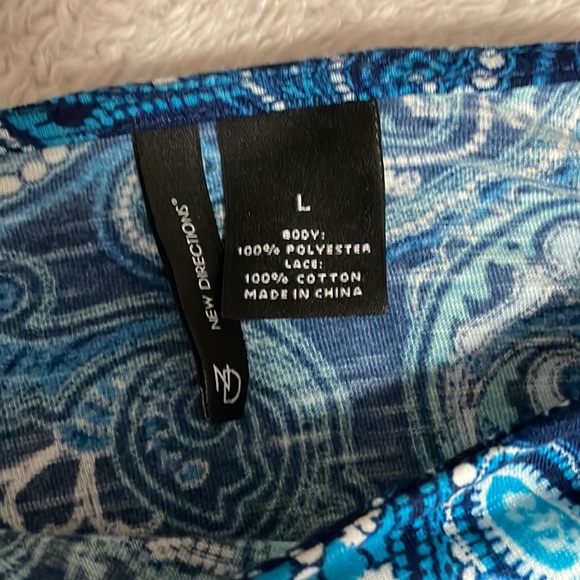 NEW DIRECTIONS®
ND
L
BODY:
100% POLYESTER
LACE:
100% COTTON
MADE IN CHINA